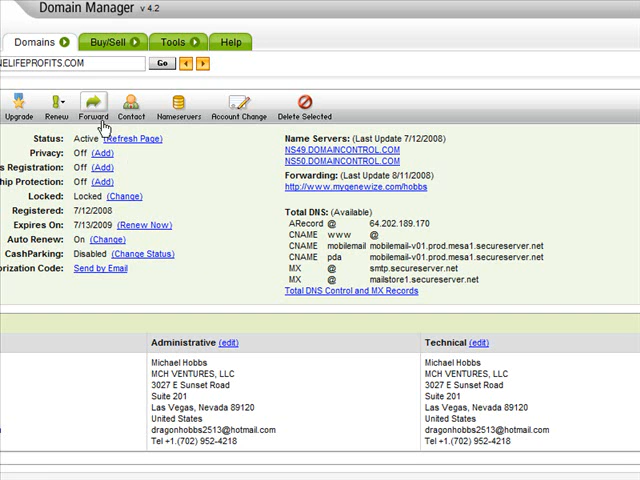 Domain Manager v 4.2
Domains Buy/Sell Tools Help
NELIFEPROFITS.COM Go
Upgrade Renew Forward Contact Nameservers Account Change Delete Selected
Status: Active (Refresh Page)
Privacy: Off (Add)
s Registration: Off (Add)
hip Protection: Off (Add)
Locked: Locked (Change)
Registered: 7/12/2008
Expires On: 7/13/2009 (Renew Now)
Auto Renew: On (Change)
CashParking: Disabled (Change Status)
orization Code: Send by Email
Name Servers: (Last Update 7/12/2008)
NS49.DOMAINCONTROL.COM
NS50.DOMAINCONTROL.COM
Forwarding: (Last Update 8/11/2008)
http://www.mygenewize.com/hobbs
Total DNS: (Available)
ARecord @ 64.202.189.170
CNAME www @
CNAME mobilemail mobilemail-v01.prod.mesa1.secureserver.net
CNAME pda mobilemail-v01.prod.mesa1.secureserver.net
MX @ smtp.secureserver.net
MX @ mailstore1.secureserver.net
Total DNS Control and MX Records
Administrative (edit)
Michael Hobbs
MCH VENTURES, LLC
3027 E Sunset Road
Suite 201
Las Vegas, Nevada 89120
United States
dragonhobbs2513@hotmail.com
Tel +1.(702) 952-4218
Technical (edit)
Michael Hobbs
MCH VENTURES, LLC
3027 E Sunset Road
Suite 201
Las Vegas, Nevada 89120
United States
dragonhobbs2513@hotmail.com
Tel +1.(702) 952-4218